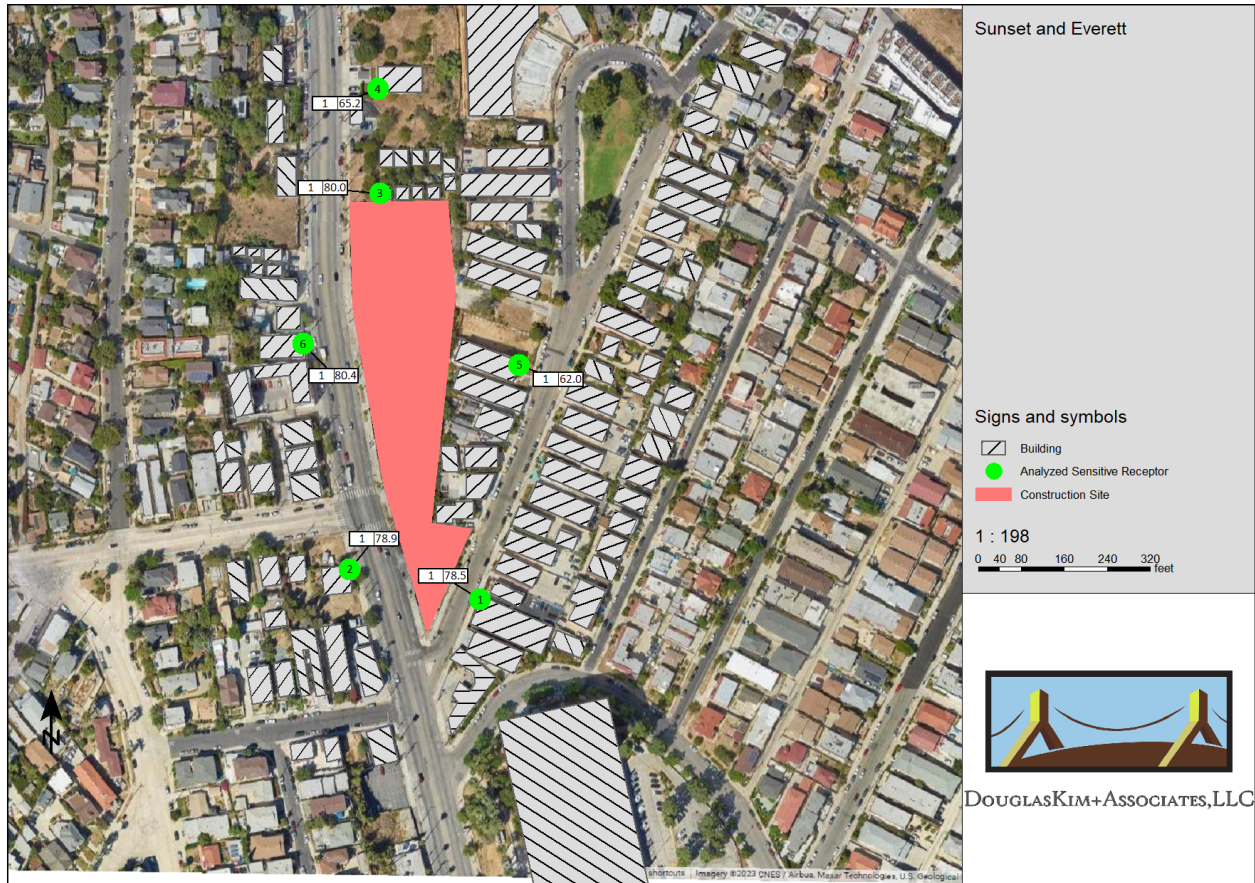 Sunset and Everett
4
1 65.2
3
1 80.0
6
1 80.4
5
1 62.0
2
1 78.9
1
1 78.5
Signs and symbols
Building
Analyzed Sensitive Receptor
Construction Site
1 : 198
0 40 80 160 240 320
feet
N
DOUGLASKIM+ASSOCIATES,LLC
shortcuts Imagery ©2023 CNES / Airbus, Maxar Technologies, U.S. Geological